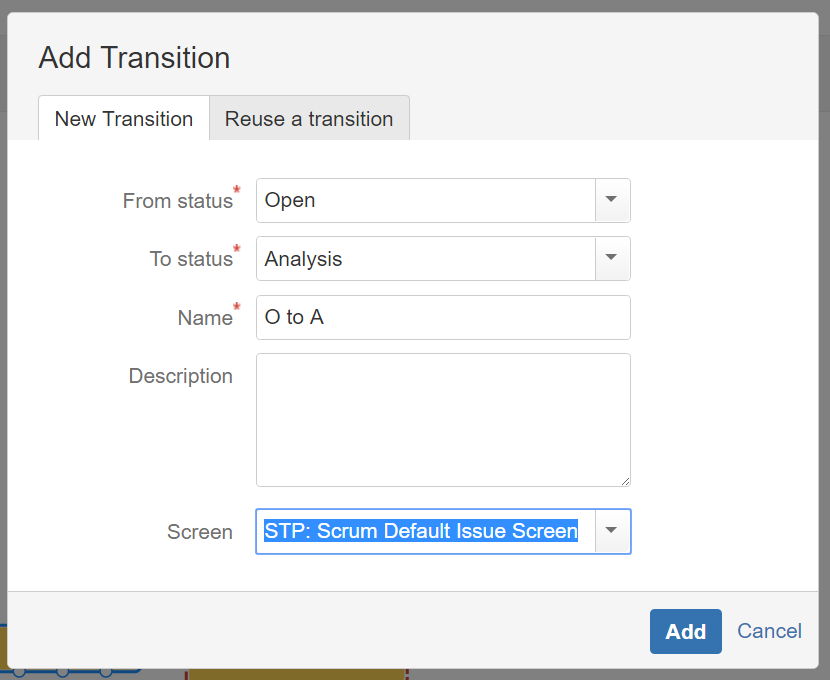 Add Transition
New Transition Reuse a transition
From status* Open
To status* Analysis
Name* O to A
Description
Screen STP: Scrum Default Issue Screen
Add Cancel